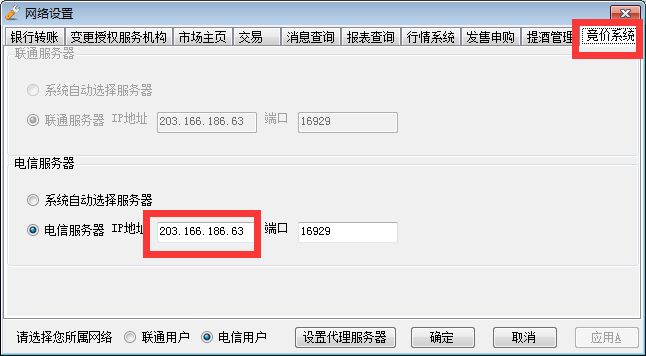 网络设置
银行转账 变更授权服务机构 市场主页 交易 消息查询 报表查询 行情系统 发售申购 提酒管理 竟价系统
联通服务器
系统自动选择服务器
联通服务器 IP地址 203.166.186.63 端口 16929
电信服务器
系统自动选择服务器
电信服务器 IP地址 203.166.186.63 端口 16929
请选择您所属网络 联通用户 电信用户 设置代理服务器 确定 取消 应用A